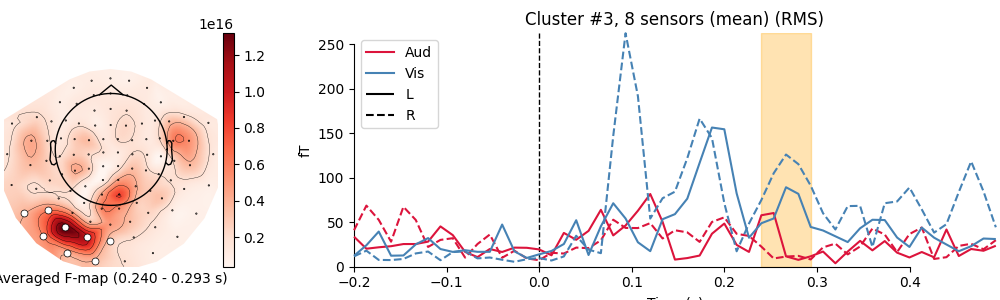 Cluster #3, 8 sensors (mean) (RMS)
1e16
1.2
1.0
0.8
0.6
0.4
0.2
Averaged F-map (0.240 - 0.293 s)
fT
250
200
150
100
50
0
Aud
Vis
L
R
−0.2
−0.1
0.0
0.1
0.2
0.3
0.4